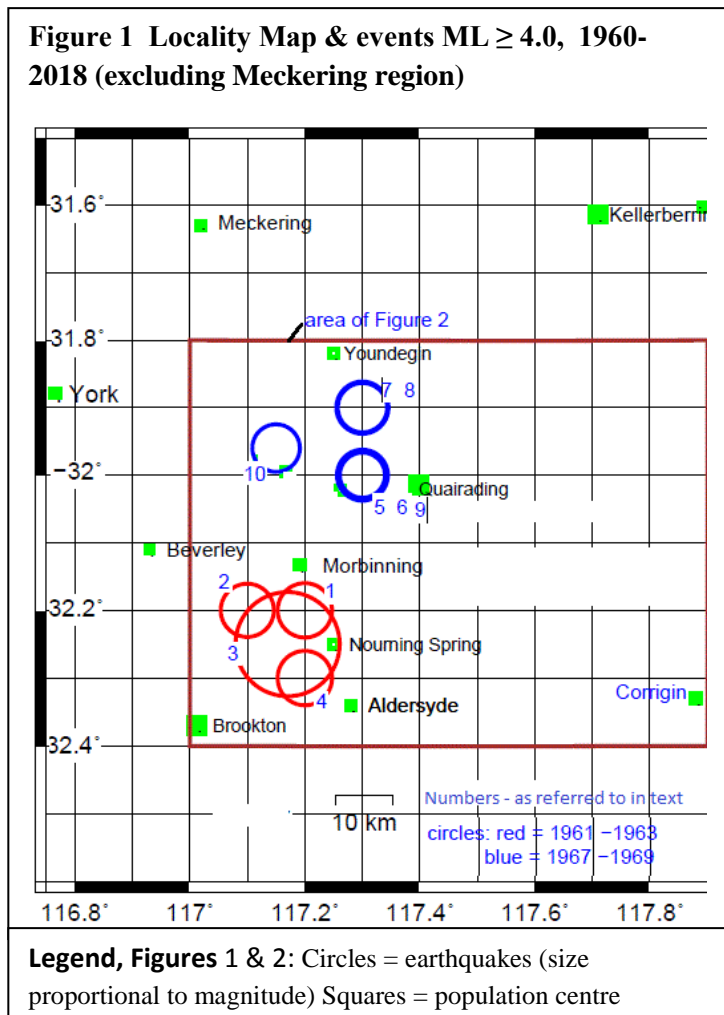 Figure 1 Locality Map & events ML ≥ 4.0, 1960-
2018 (excluding Meckering region)
31.6°
Meckering
Kellerberrin
31.8°
area of Figure 2
Youndegin
York
7 8
10
−32°
Quairading
5 6 9
Beverley
Morbinning
2
1
32.2°
3
Nourning Spring
4
Aldersyde
Corrigin
Brookton
32.4°
10 km
Numbers - as referred to in text
circles: red = 1961 −1963
blue = 1967 −1969
116.8° 117° 117.2° 117.4° 117.6° 117.8°
Legend, Figures 1 & 2: Circles = earthquakes (size
proportional to magnitude) Squares = population centre